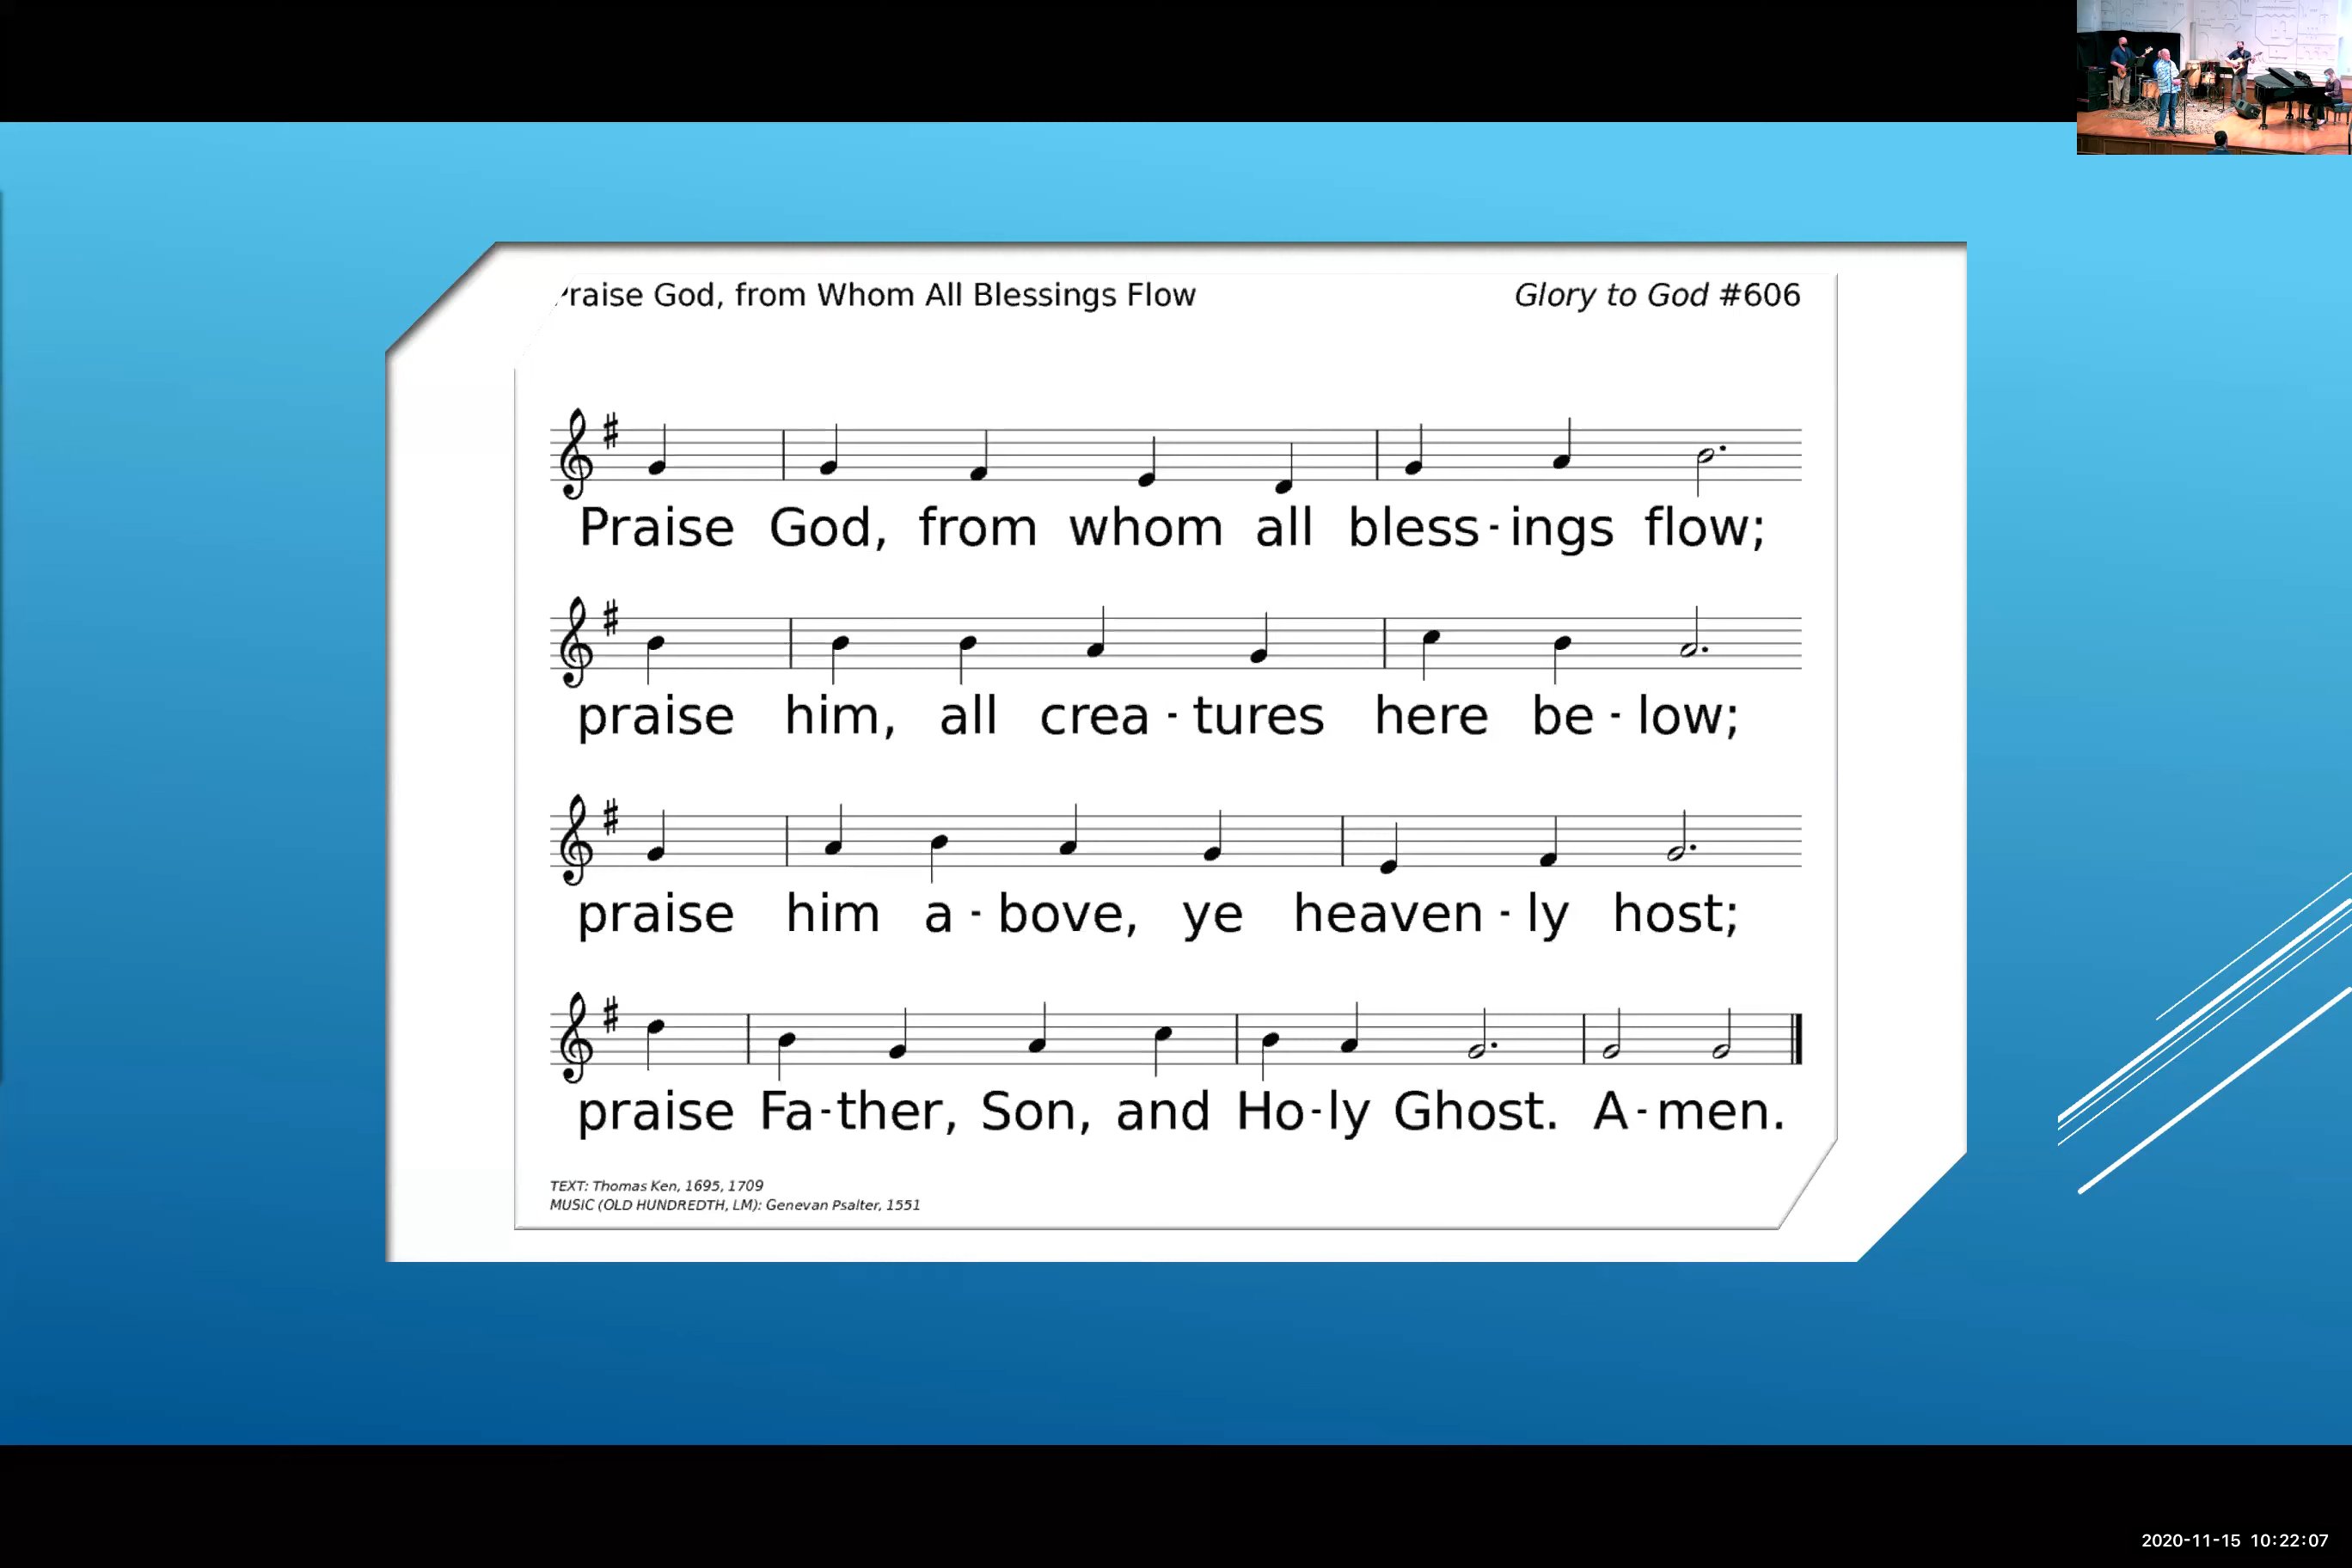 Praise God, from Whom All Blessings Flow Glory to God #606
Praise God, from whom all bless - ings flow;
praise him, all crea - tures here be - low;
praise him a - bove, ye heaven - ly host;
praise Fa - ther, Son, and Ho - ly Ghost. A - men.
TEXT: Thomas Ken, 1695, 1709
MUSIC (OLD HUNDREDTH, LM): Genevan Psalter, 1551
2020-11-15 10:22:07